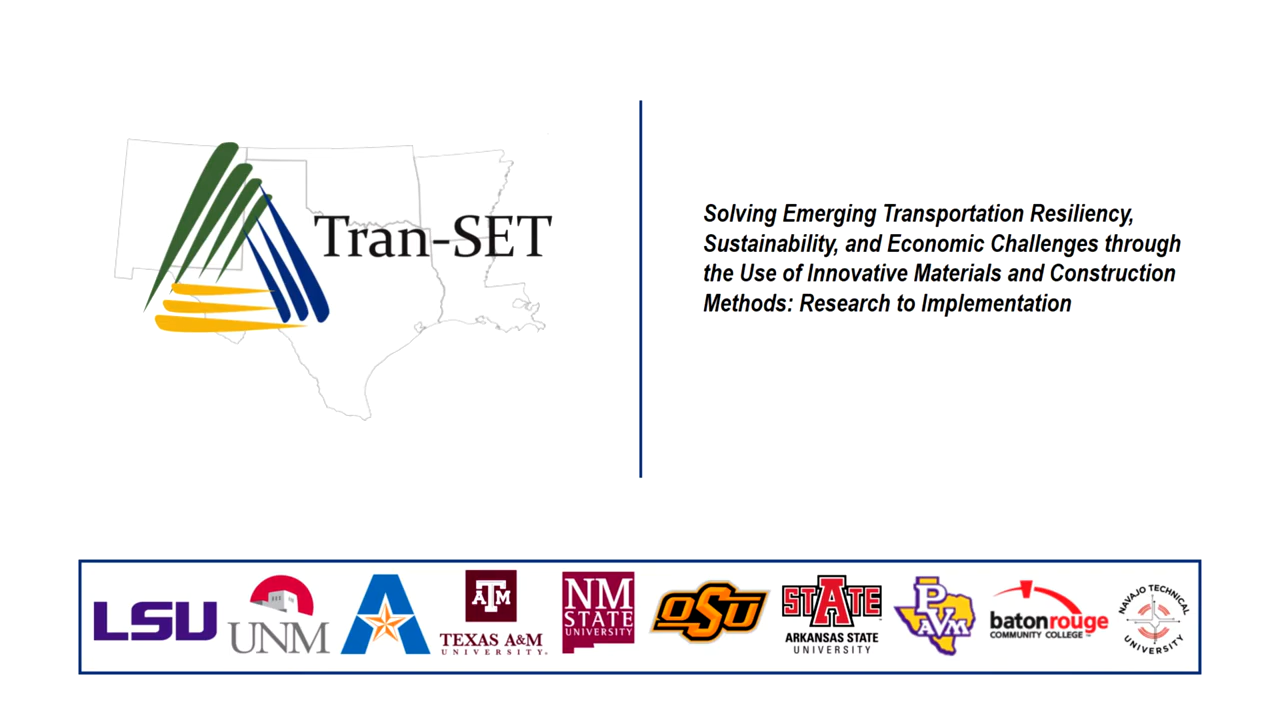 Tran-SET
Solving Emerging Transportation Resiliency,
Sustainability, and Economic Challenges through
the Use of Innovative Materials and Construction
Methods: Research to Implementation
LSU
UNM
A
ATM
TEXAS A&M
UNIVERSITY
NM
STATE
UNIVERSITY
OSU
STATE
ARKANSAS STATE
UNIVERSITY
PVAM
batonrouge
COMMUNITY COLLEGE
NAVAJO TECHNICAL
UNIVERSITY